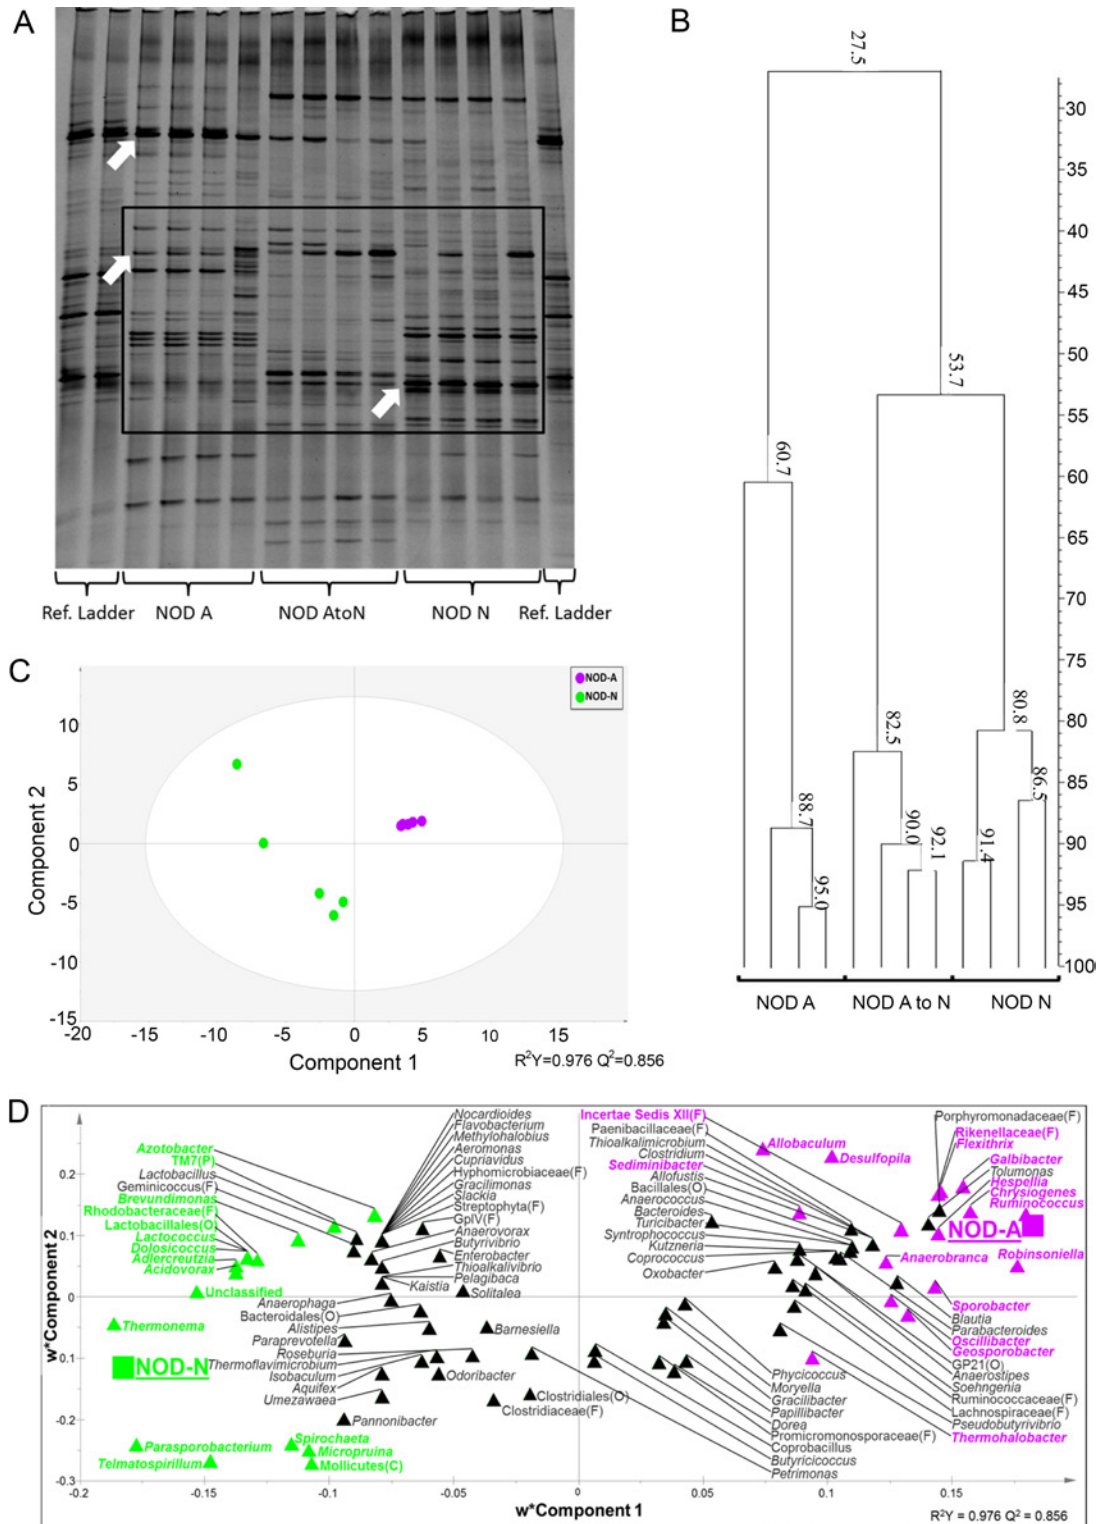 A
Ref. Ladder
NOD A
NOD AtoN
NOD N
Ref. Ladder
B
27.5
53.7
60.7
80.8
82.5
86.5
88.7
90.0
92.1
91.4
95.0
30
35
40
45
50
55
60
65
70
75
80
85
90
95
100
NOD A
NOD A to N
NOD N
C
NOD-A
NOD-N
10
5
0
-5
-10
-15
-20
-15
-10
-5
0
5
10
15
20
Component 2
Component 1
R²Y=0.976 Q²=0.856
D
Azotobacter
TM7(P)
Lactobacillus
Geminicoccus(F)
Brevundimonas
Rhodobacteraceae(F)
Lactobacillales(O)
Lactococcus
Dolosicoccus
Adlercreutzia
Acidovorax
Unclassified
Thermonema
NOD-N
Parasporobacterium
Telmatospirillum
Spirochaeta
Micropruina
Mollicutes(C)
Nocardioides
Flavobacterium
Methylohalobius
Aeromonas
Cupriavidus
Hyphomicrobiaceae(F)
Gracilimonas
Slackia
Streptophyta(F)
GpIV(F)
Anaerovorax
Butyrivibrio
Enterobacter
Thioalkalivibrio
Pelagibaca
Kaistia
Solitalea
Anaerophaga
Bacteroidales(O)
Alistipes
Paraprevotella
Barnesiella
Roseburia
Thermoflavimicrobium
Isobaculum
Aquifex
Umezawaea
Odoribacter
Pannonibacter
Clostridiales(O)
Clostridiaceae(F)
Incertae Sedis XII(F)
Paenibacillaceae(F)
Thioalkalimicrobium
Clostridium
Sediminibacter
Allofustis
Bacillales(O)
Anaerococcus
Bacteroides
Turicibacter
Syntrophococcus
Kutzneria
Coprococcus
Oxobacter
Allobaculum
Desulfopila
Porphyromonadaceae(F)
Rikenellaceae(F)
Flexithrix
Galbibacter
Tolumonas
Hespellia
Chrysiogenes
Ruminococcus
NOD-A
Anaerobranca
Robinsoniella
Sporobacter
Blautia
Parabacteroides
Oscillibacter
Geosporobacter
GP21(O)
Anaerostipes
Soehngenia
Ruminococcaceae(F)
Lachnospiraceae(F)
Pseudobutyrivibrio
Thermohalobacter
Phycicoccus
Moryella
Gracilibacter
Papillibacter
Dorea
Promicromonosporaceae(F)
Coprobacillus
Butyricicoccus
Petrimonas
0.2
0.1
0
-0.1
-0.2
-0.3
w*Component 2
-0.2
-0.15
-0.1
-0.05
0
0.05
0.1
0.15
w*Component 1
R²Y = 0.976 Q² = 0.856